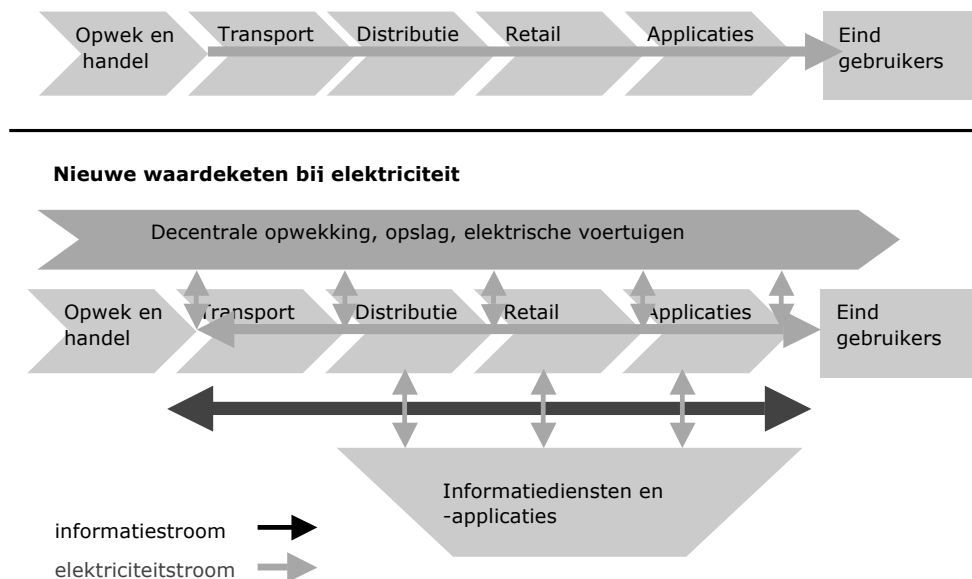 Opwek en
handel
Transport
Distributie
Retail
Applicaties
Eind
gebruikers
Nieuwe waardeketen bij elektriciteit
Decentrale opwekking, opslag, elektrische voertuigen
Opwek en
handel
Transport
Distributie
Retail
Applicaties
Eind
gebruikers
Informatiediensten en
-applicaties
informatiestroom
elektriciteitstroom